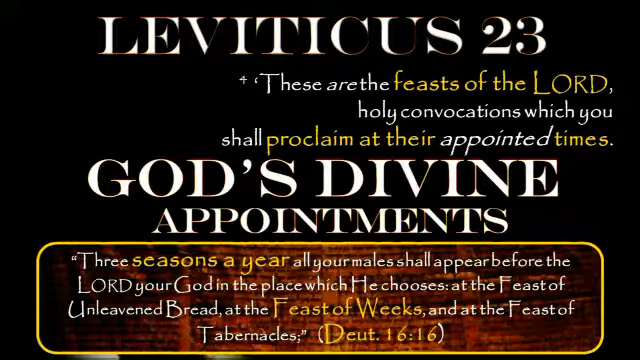 LEVITICUS 23
⁴ ‘These are the feasts of the LORD,
holy convocations which you
shall proclaim at their appointed times.
GOD’S DIVINE
APPOINTMENTS
“Three seasons a year all your males shall appear before the
LORD your God in the place which He chooses: at the Feast of
Unleavened Bread, at the Feast of Weeks, and at the Feast of
Tabernacles;” (Deut. 16:16)